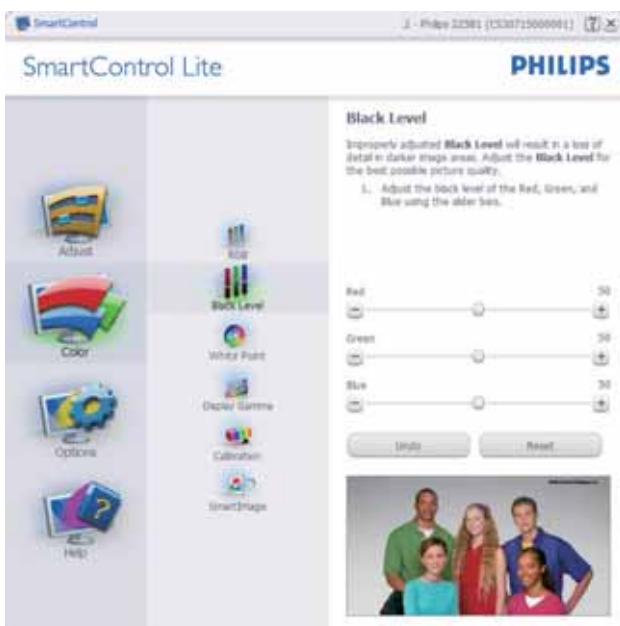 SmartControl
SmartControl Lite
PHILIPS
Adjust
Color
Options
Help
RGB
Black Level
White Point
Display Gamma
Calibration
SmartImage
Black Level
Improperly adjusted Black Level will result in a loss of
detail in darker image areas. Adjust the Black Level for
the best possible picture quality.
1. Adjust the black level of the Red, Green, and
Blue using the slider bars.
Red 50
Green 50
Blue 50
Undo Reset